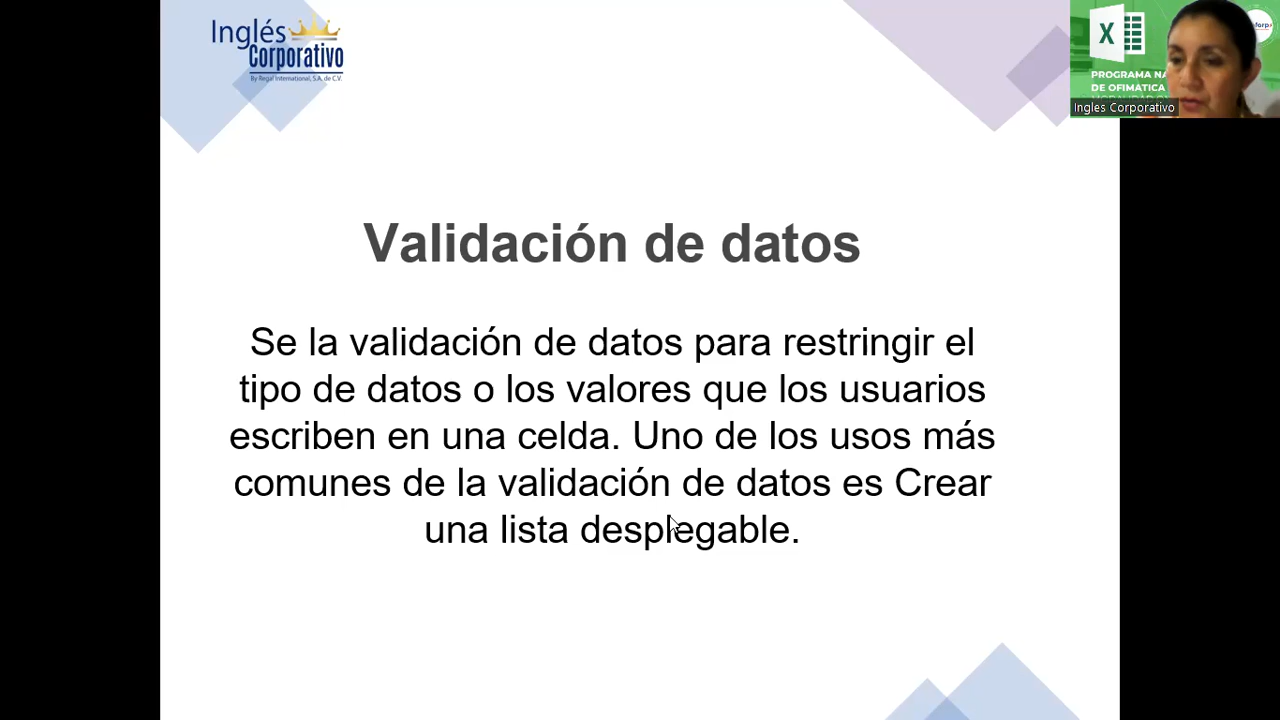 Inglés
Corporativo
By Regal International, S.A. de C.V.
X
PROGRAMA NA
DE OFIMÁTICA
Ingles Corporativo
Validación de datos
Se la validación de datos para restringir el
tipo de datos o los valores que los usuarios
escriben en una celda. Uno de los usos más
comunes de la validación de datos es Crear
una lista desplegable.